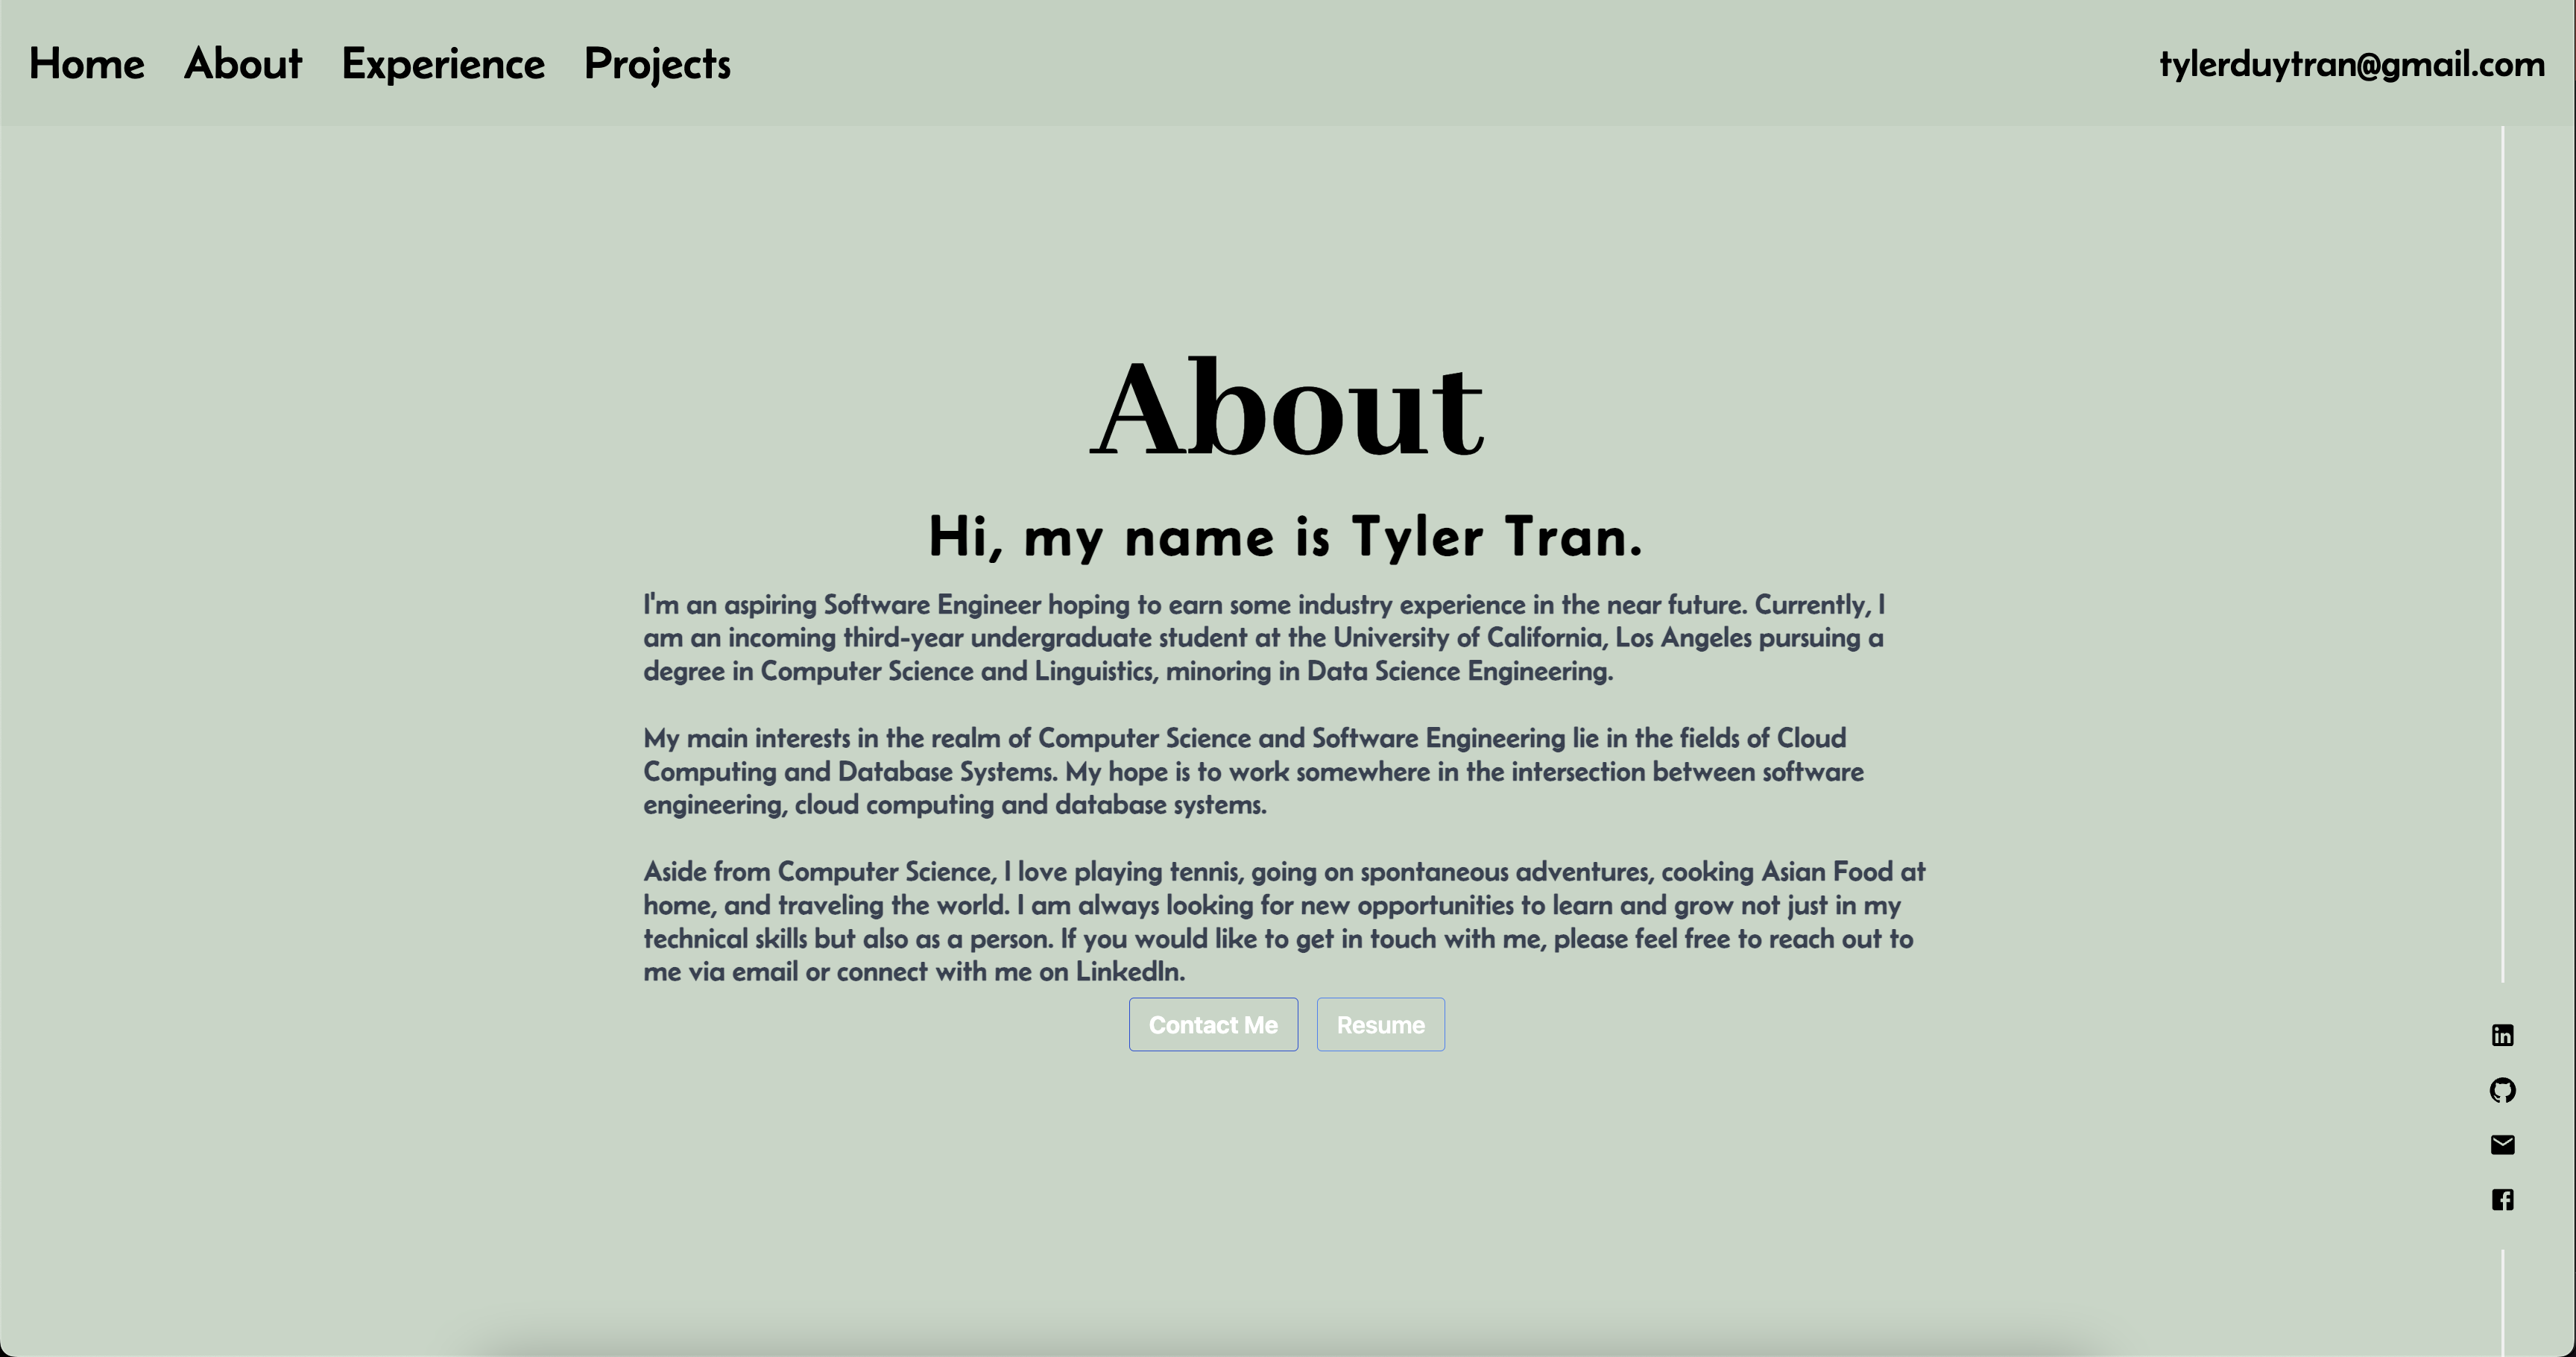 Home About Experience Projects tylerduytran@gmail.com
About
Hi, my name is Tyler Tran.
I'm an aspiring Software Engineer hoping to earn some industry experience in the near future. Currently, I
am an incoming third-year undergraduate student at the University of California, Los Angeles pursuing a
degree in Computer Science and Linguistics, minoring in Data Science Engineering.
My main interests in the realm of Computer Science and Software Engineering lie in the fields of Cloud
Computing and Database Systems. My hope is to work somewhere in the intersection between software
engineering, cloud computing and database systems.
Aside from Computer Science, I love playing tennis, going on spontaneous adventures, cooking Asian Food at
home, and traveling the world. I am always looking for new opportunities to learn and grow not just in my
technical skills but also as a person. If you would like to get in touch with me, please feel free to reach out to
me via email or connect with me on LinkedIn.
Contact Me Resume